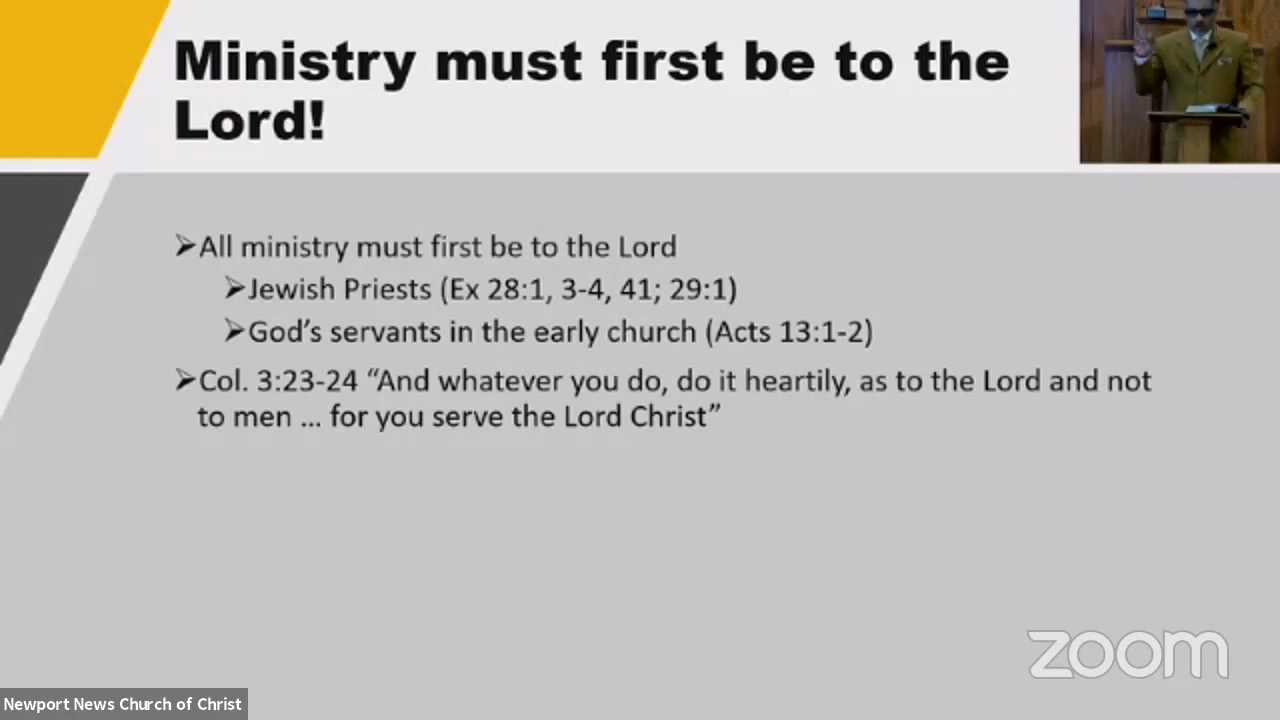 Ministry must first be to the
Lord!
All ministry must first be to the Lord
Jewish Priests (Ex 28:1, 3-4, 41; 29:1)
God’s servants in the early church (Acts 13:1-2)
Col. 3:23-24 “And whatever you do, do it heartily, as to the Lord and not
to men ... for you serve the Lord Christ”
zoom
Newport News Church of Christ